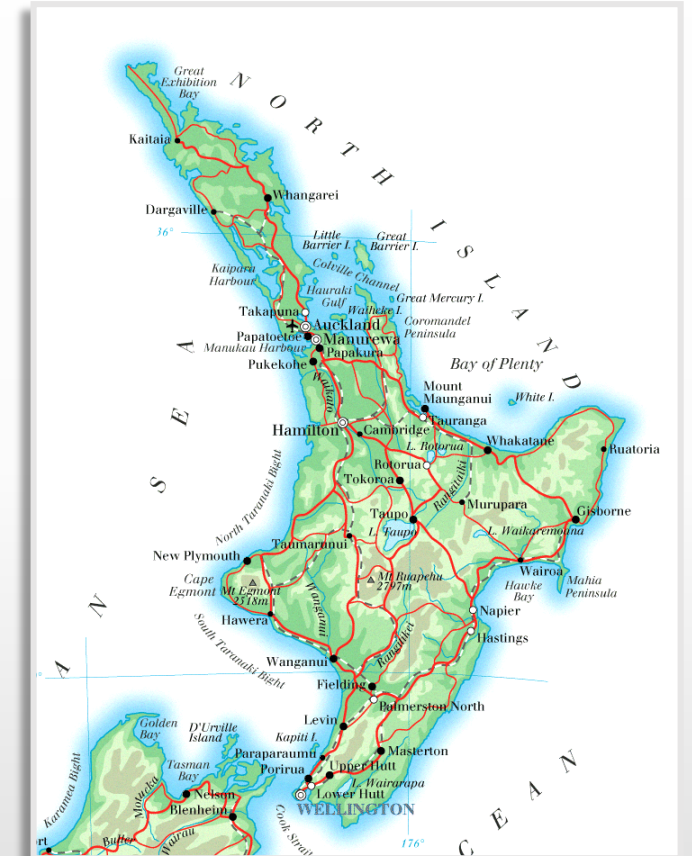 Great
Exhibition
Bay
NORTH ISLAND
Kaitaia
Whangarei
Dargaville
36°
Little
Barrier I.
Great
Barrier I.
Kaipara
Harbour
Colville Channel
Hauraki
Gulf
Great Mercury I.
Takapuna
Waiheke I.
Auckland
Coromandel
Peninsula
Papatoetoe
Manurewa
Manukau Harbour
Papakura
Pukekohe
Bay of Plenty
Waikato
Mount
Maunganui
White I.
Tauranga
Hamilton
Cambridge
L. Rotorua
Whakatane
Ruatoria
Rotorua
Tokoroa
Rangitaiki
Murupara
Taupo
Gisborne
L. Taupo
L. Waikaremoana
North Taranaki Bight
Taumarunui
New Plymouth
Wairoa
Cape
Egmont
Mt Egmont
2518m
Mt Ruapehu
2797m
Hawke
Bay
Mahia
Peninsula
Wanganui
Napier
Hawera
Hastings
South Taranaki Bight
Rangitikei
Wanganui
Fielding
Palmerston North
Levin
Golden
Bay
D'Urville
Island
Kapiti I.
Paraparaumu
Masterton
Tasman
Bay
Porirua
Upper Hutt
L. Wairarapa
Karamea Bight
Motueka
Nelson
Lower Hutt
WELLINGTON
Blenheim
Buller
Wairau
Cook Strait
176°
rt
SEA
AN
CEAN